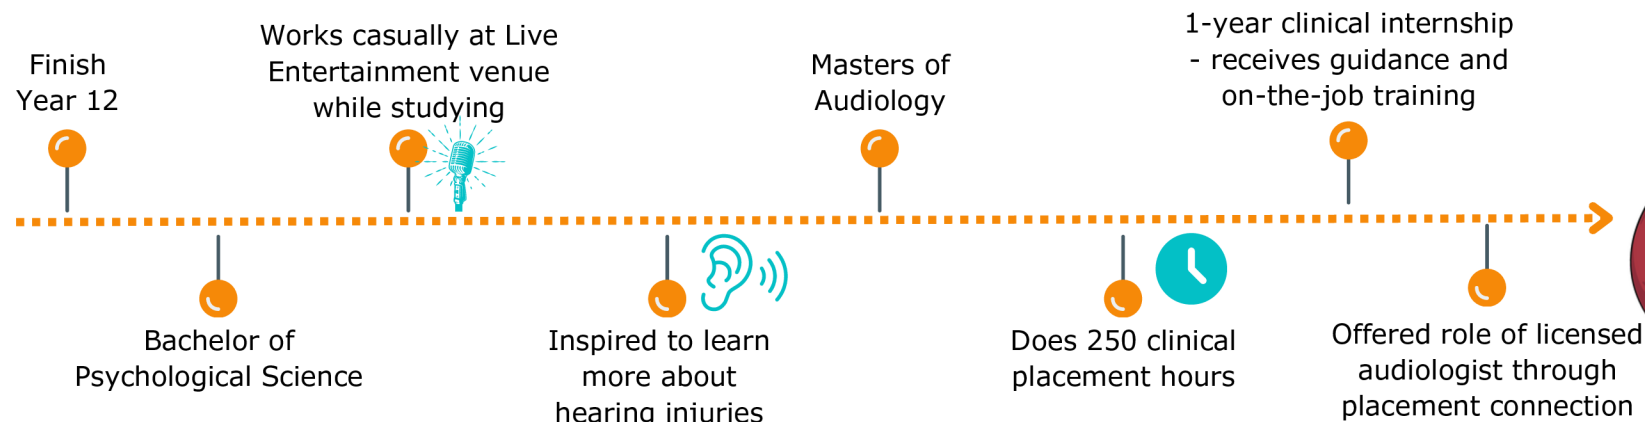 Finish
Year 12
Bachelor of
Psychological Science
Works casually at Live
Entertainment venue
while studying
Inspired to learn
more about
hearing injuries
Masters of
Audiology
Does 250 clinical
placement hours
1-year clinical internship
- receives guidance and
on-the-job training
Offered role of licensed
audiologist through
placement connection